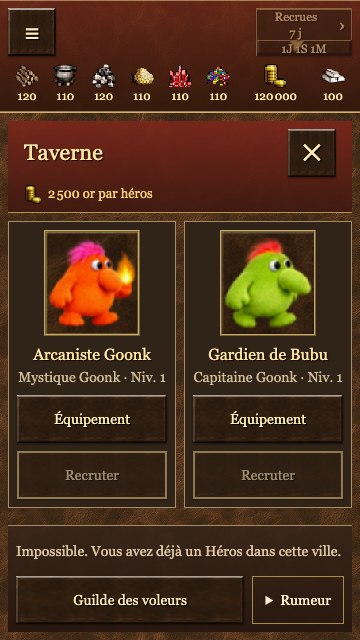 Recrues
7 j
1J 1S 1M
120 110 120 110 110 110 120 000 100
Taverne
2 500 or par héros
Arcaniste Goonk
Mystique Goonk · Niv. 1
Équipement
Recruter
Gardien de Bubu
Capitaine Goonk · Niv. 1
Équipement
Recruter
Impossible. Vous avez déjà un Héros dans cette ville.
Guilde des voleurs
Rumeur